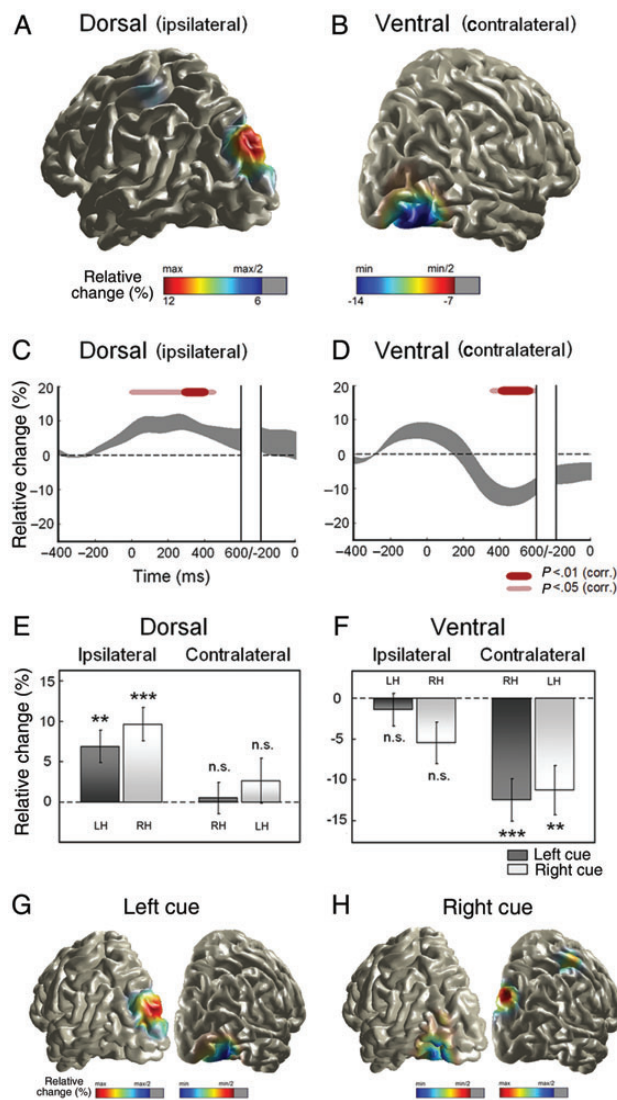 A Dorsal (ipsilateral)
B Ventral (contralateral)
Relative change (%)
max max/2
12 6
min min/2
-14 -7
C Dorsal (ipsilateral)
D Ventral (contralateral)
Relative change (%)
20
10
0
−10
−20
−400 −200 0 200 400 600/-200 0
Time (ms)
20
10
0
−10
−20
−400 −200 0 200 400 600/-200 0
P <.01 (corr.)
P <.05 (corr.)
E Dorsal
Ipsilateral Contralateral
Relative change (%)
15
10
5
0
** *** n.s. n.s.
LH RH RH LH
F Ventral
Ipsilateral Contralateral
LH RH RH LH
0
-5
-10
-15
n.s. n.s. *** **
Left cue
Right cue
G Left cue
H Right cue
Relative change (%)
max max/2 min min/2
min min/2 max max/2